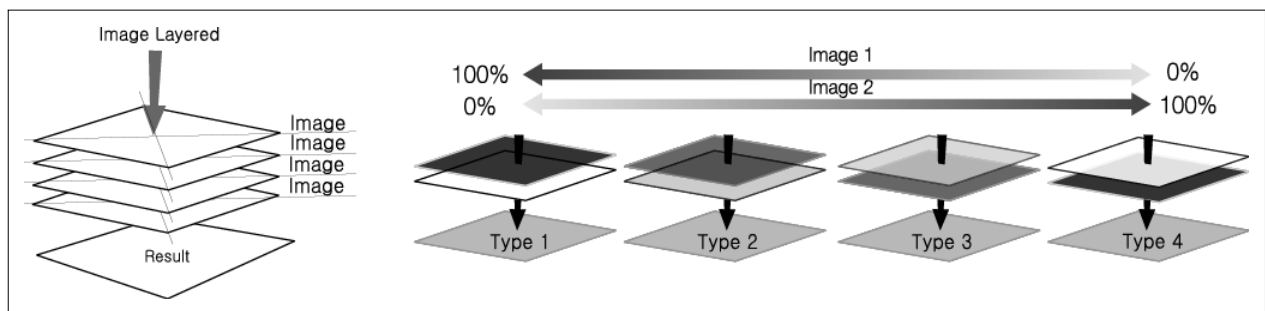 Image Layered
Image
Image
Image
Image
Result
Image 1
100%
0%
Image 2
0%
100%
Type 1
Type 2
Type 3
Type 4